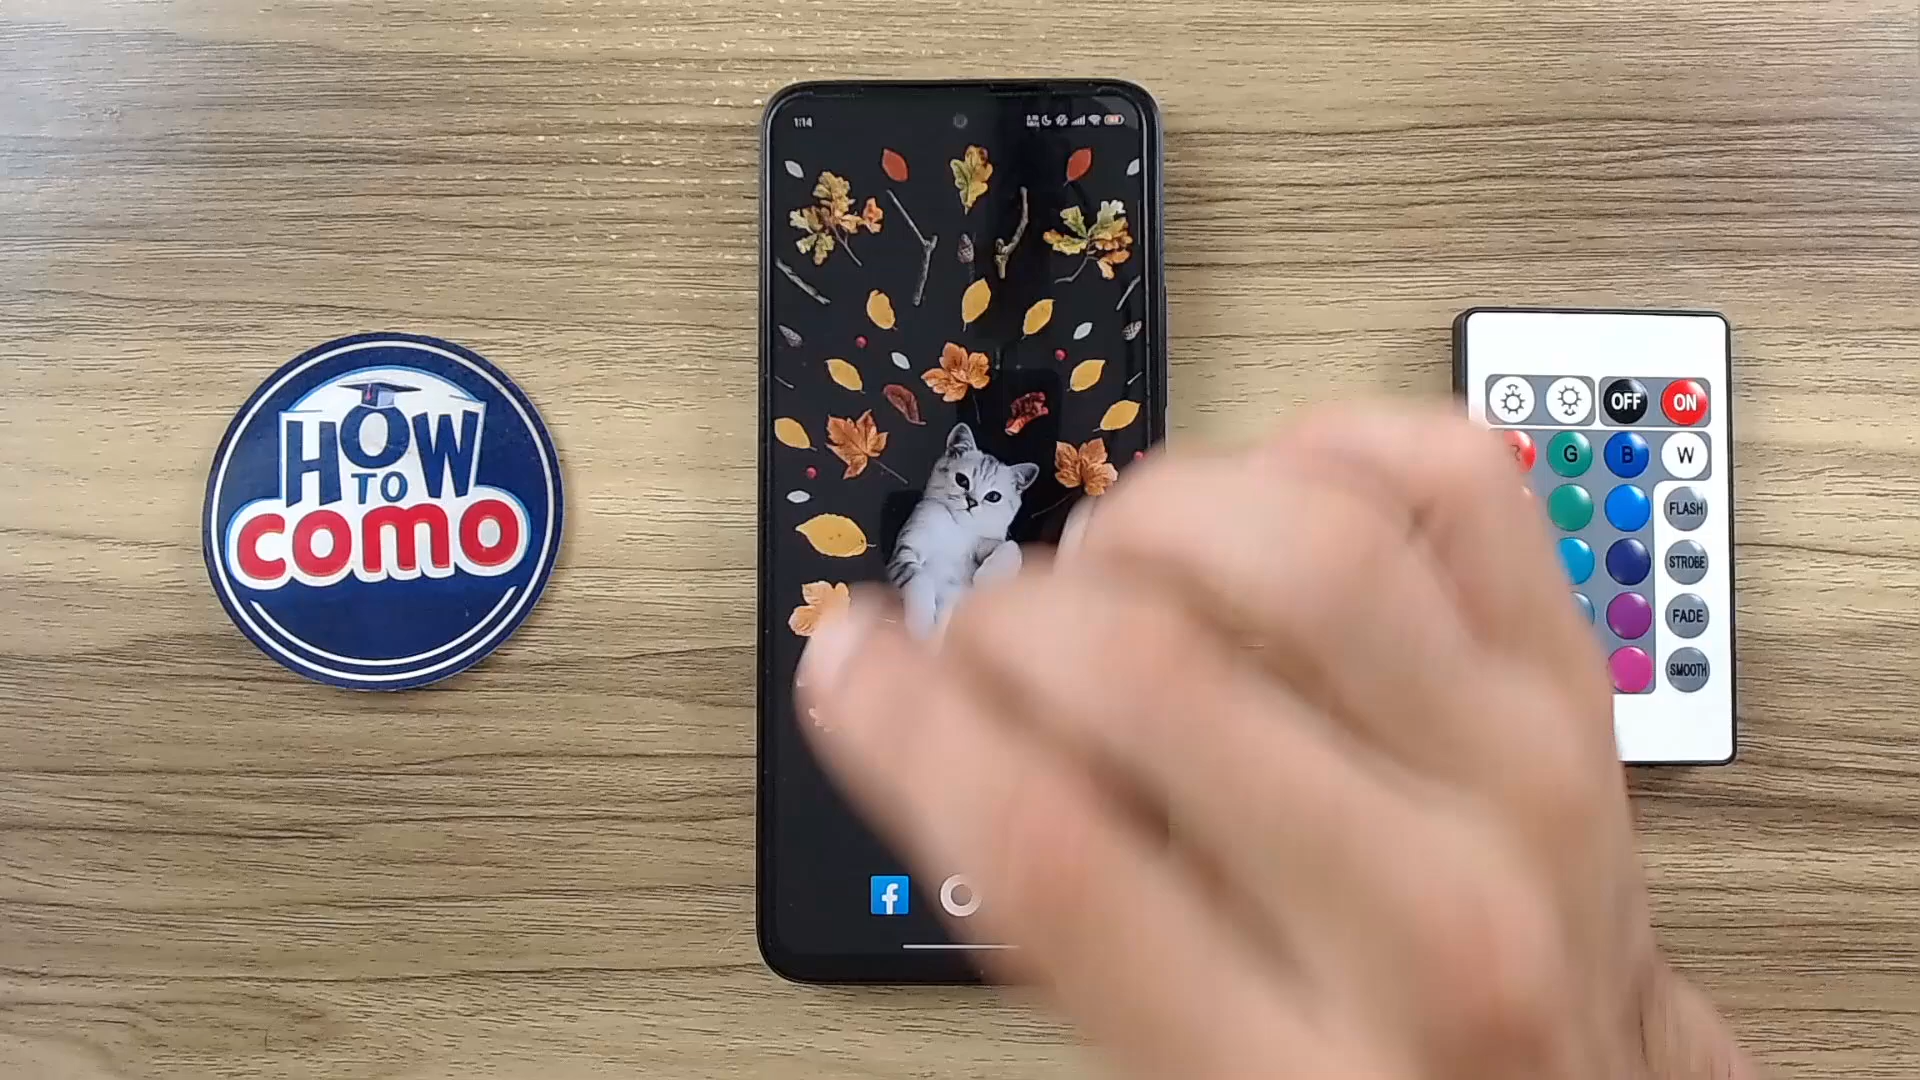 1:14
HOW
TO
COMO
OFF
ON
R
G
B
W
FLASH
STROBE
FADE
SMOOTH
f